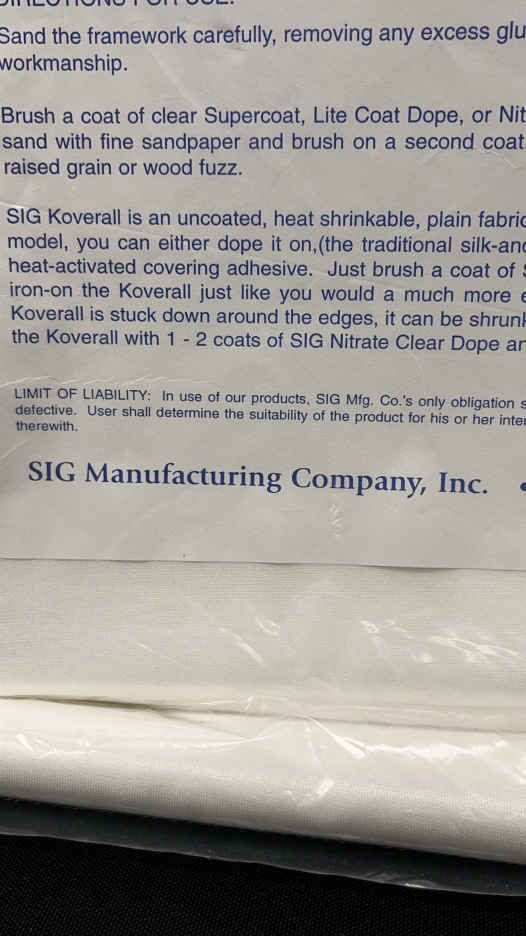 DIRECTIONS FOR USE:
Sand the framework carefully, removing any excess glu
workmanship.
Brush a coat of clear Supercoat, Lite Coat Dope, or Nit
sand with fine sandpaper and brush on a second coat.
raised grain or wood fuzz.
SIG Koverall is an uncoated, heat shrinkable, plain fabric
model, you can either dope it on,(the traditional silk-and
heat-activated covering adhesive. Just brush a coat of S
iron-on the Koverall just like you would a much more e
Koverall is stuck down around the edges, it can be shrunk
the Koverall with 1 - 2 coats of SIG Nitrate Clear Dope an
LIMIT OF LIABILITY: In use of our products, SIG Mfg. Co.'s only obligation s
defective. User shall determine the suitability of the product for his or her inten
therewith.
SIG Manufacturing Company, Inc. •